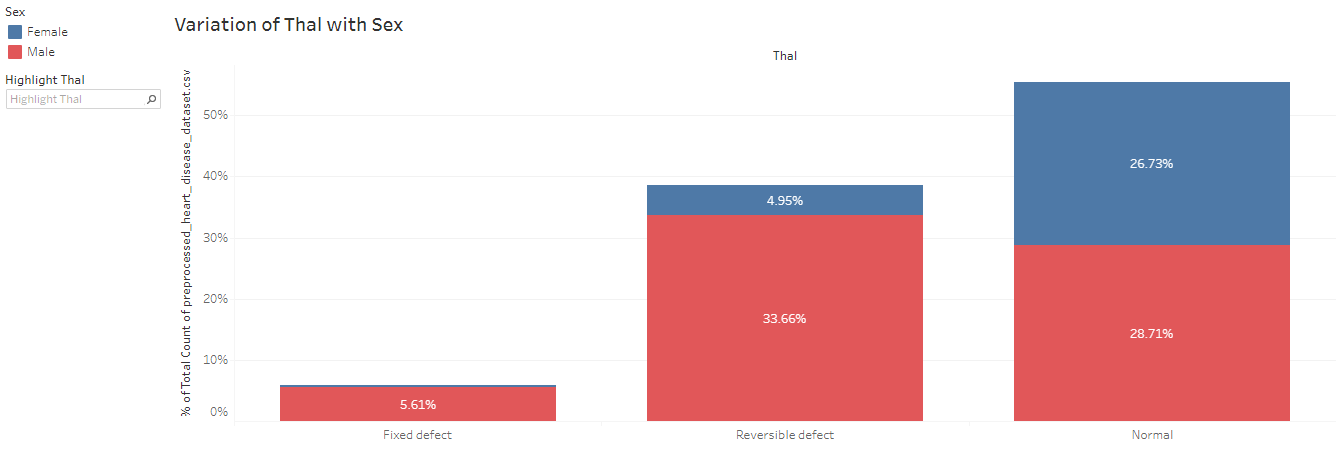 Sex
Female
Male
Highlight Thal
Highlight Thal
Variation of Thal with Sex
Thal
% of Total Count of preprocessed_heart_disease_dataset.csv
50%
40%
30%
20%
10%
0%
5.61%
4.95%
33.66%
26.73%
28.71%
Fixed defect
Reversible defect
Normal